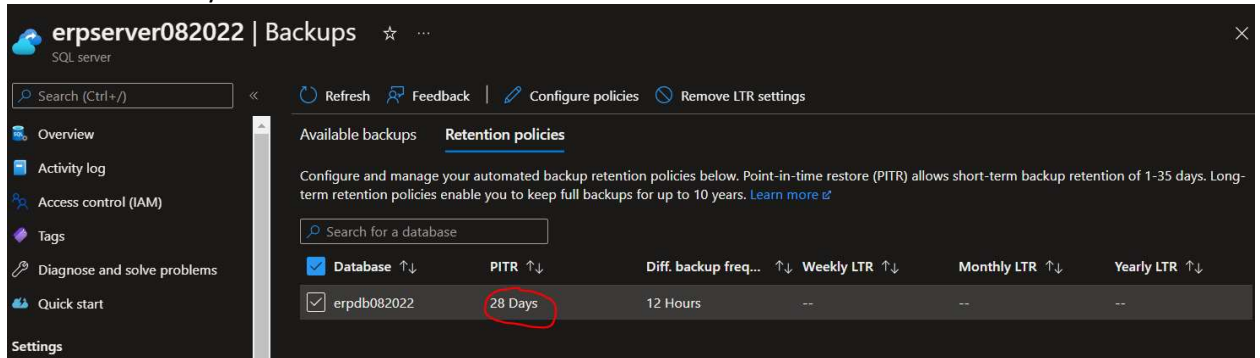 erpserver082022 | Backups
SQL server
Search (Ctrl+/)
Refresh Feedback Configure policies Remove LTR settings
Overview
Activity log
Access control (IAM)
Tags
Diagnose and solve problems
Quick start
Settings
Available backups Retention policies
Configure and manage your automated backup retention policies below. Point-in-time restore (PITR) allows short-term backup retention of 1-35 days. Long-
term retention policies enable you to keep full backups for up to 10 years. Learn more
Search for a database
Database PITR Diff. backup freq... Weekly LTR Monthly LTR Yearly LTR
erpdb082022 28 Days 12 Hours -- -- --